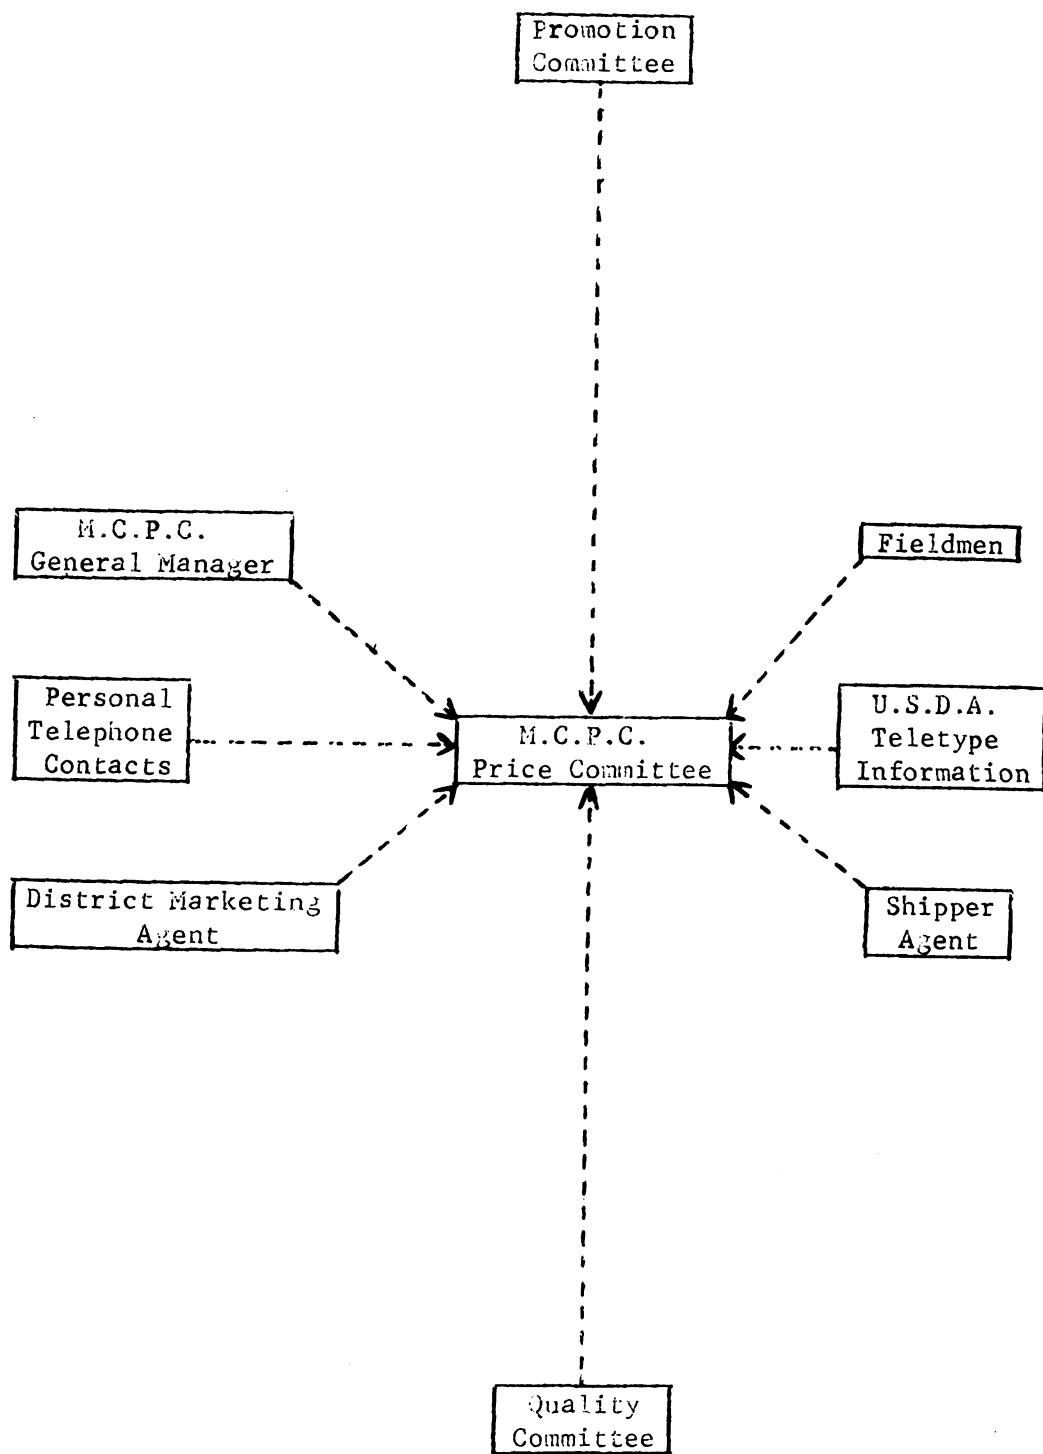 Promotion
Committee
M.C.P.C.
General Manager
Fieldmen
Personal
Telephone
Contacts
M.C.P.C.
Price Committee
U.S.D.A.
Teletype
Information
District Marketing
Agent
Shipper
Agent
Quality
Committee